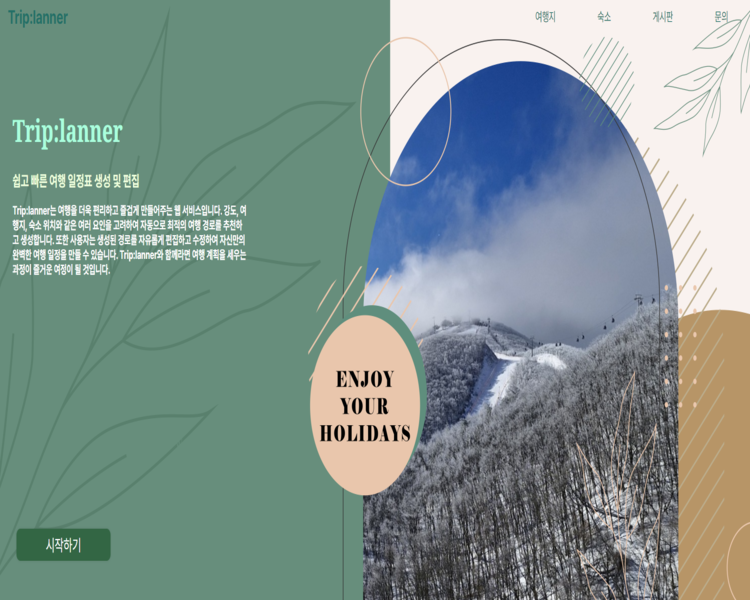 Trip:lanner
여행지 숙소 게시판 문의
Trip:lanner
쉽고 빠른 여행 일정표 생성 및 편집
Trip:lanner는 여행을 더욱 편리하고 즐겁게 만들어주는 웹 서비스입니다. 강도, 여
행지, 숙소 위치와 같은 여러 요인을 고려하여 자동으로 최적의 여행 경로를 추천하
고 생성합니다. 또한 사용자는 생성된 경로를 자유롭게 편집하고 수정하여 자신만의
완벽한 여행 일정을 만들 수 있습니다. Trip:lanner와 함께라면 여행 계획을 세우는
과정이 즐거운 여정이 될 것입니다.
ENJOY
YOUR
HOLIDAYS
시작하기